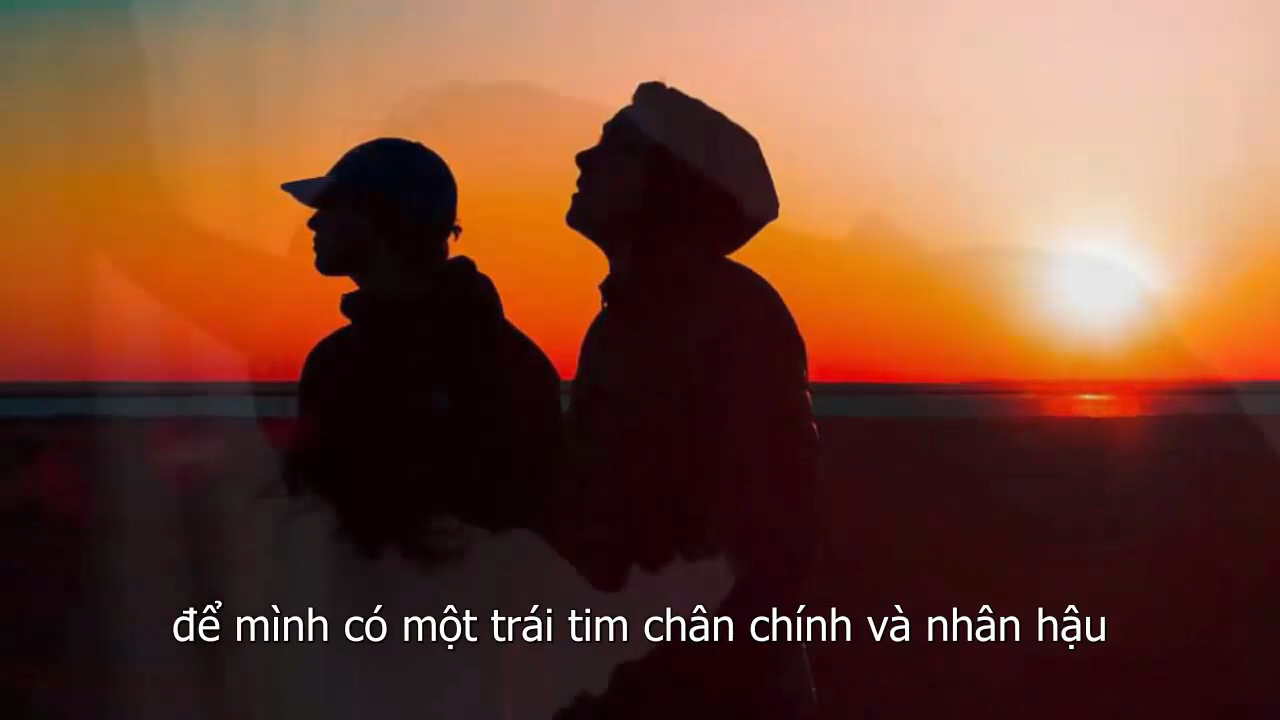 để mình có một trái tim chân chính và nhân hậu